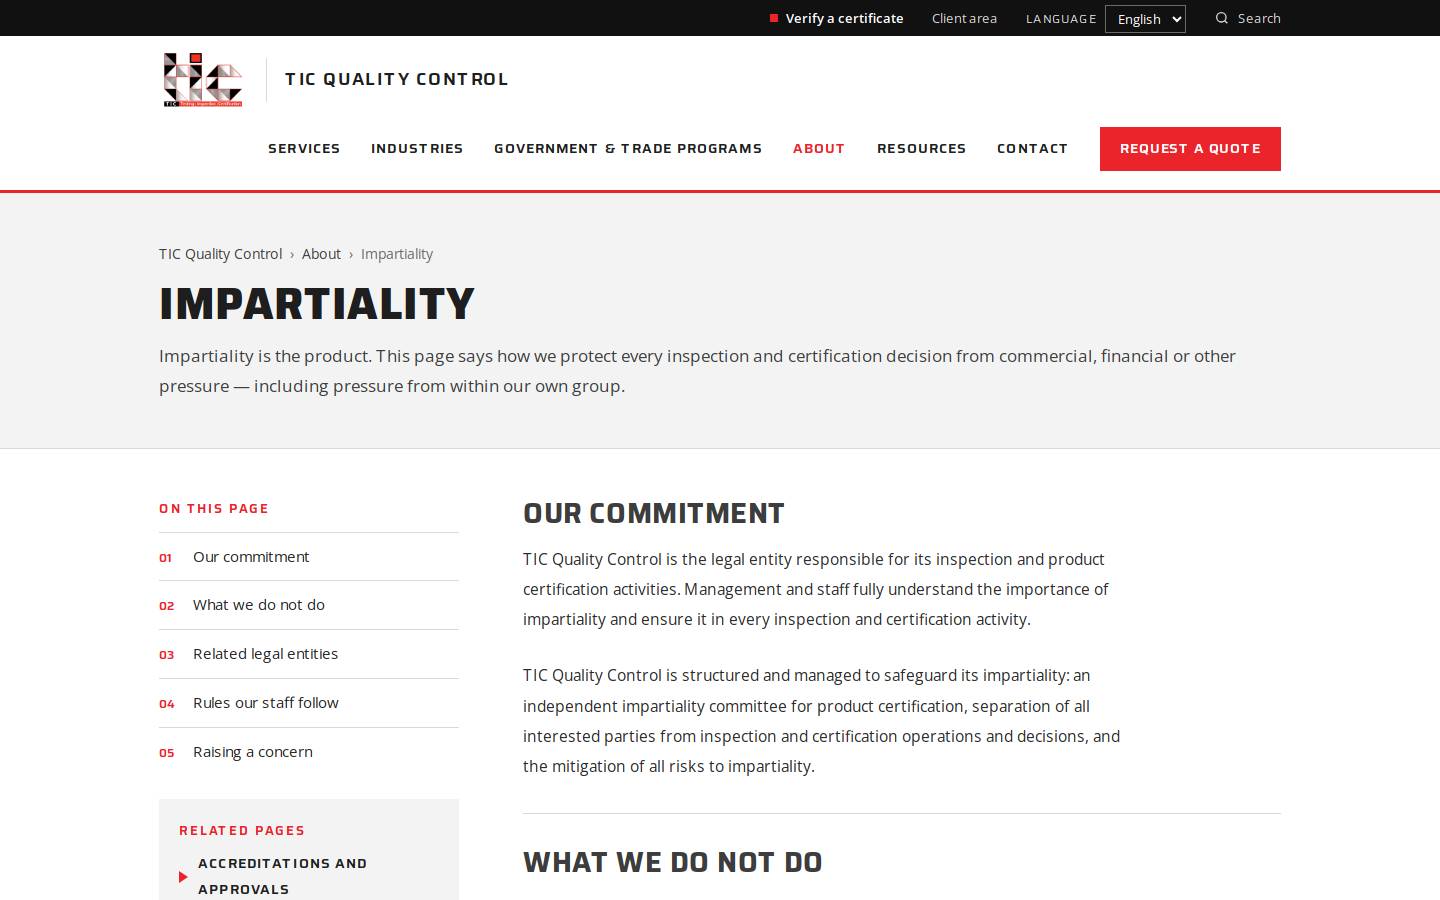 Verify a certificate
Client area
LANGUAGE
English
Search
tic
TIC QUALITY CONTROL
SERVICES
INDUSTRIES
GOVERNMENT & TRADE PROGRAMS
ABOUT
RESOURCES
CONTACT
REQUEST A QUOTE
TIC Quality Control › About › Impartiality
IMPARTIALITY
Impartiality is the product. This page says how we protect every inspection and certification decision from commercial, financial or other
pressure — including pressure from within our own group.
ON THIS PAGE
01 Our commitment
02 What we do not do
03 Related legal entities
04 Rules our staff follow
05 Raising a concern
RELATED PAGES
ACCREDITATIONS AND
APPROVALS
OUR COMMITMENT
TIC Quality Control is the legal entity responsible for its inspection and product
certification activities. Management and staff fully understand the importance of
impartiality and ensure it in every inspection and certification activity.
TIC Quality Control is structured and managed to safeguard its impartiality: an
independent impartiality committee for product certification, separation of all
interested parties from inspection and certification operations and decisions, and
the mitigation of all risks to impartiality.
WHAT WE DO NOT DO